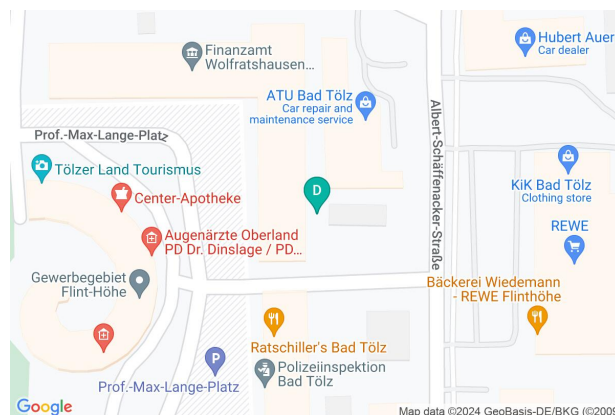 Hubert Auer
Car dealer
Finanzamt
Wolfratshausen...
ATU Bad Tölz
Car repair and
maintenance service
Prof.-Max-Lange-Platz
Albert-Schäffenacker-Straße
Tölzer Land Tourismus
D
KiK Bad Tölz
Clothing store
Center-Apotheke
REWE
Augenärzte Oberland
PD Dr. Dinslage / PD...
Gewerbegebiet
Flint-Höhe
Bäckerei Wiedemann
- REWE Flinthöhe
Ratschiller's Bad Tölz
P
Prof.-Max-Lange-Platz
Polizeiinspektion
Bad Tölz
Google
Map data ©2024 GeoBasis-DE/BKG